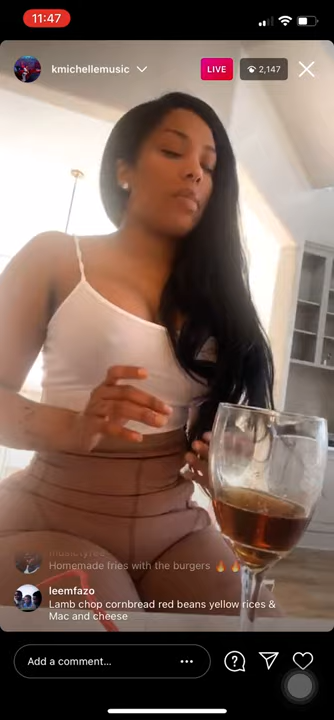 11:47
kmichellemusic
LIVE
2,147
Homemade fries with the burgers 🔥🔥
leemfazo
Lamb chop cornbread red beans yellow rices &
Mac and cheese
Add a comment...